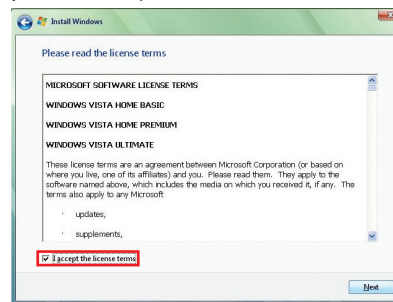 Install Windows
Please read the license terms
MICROSOFT SOFTWARE LICENSE TERMS
WINDOWS VISTA HOME BASIC
WINDOWS VISTA HOME PREMIUM
WINDOWS VISTA ULTIMATE
These license terms are an agreement between Microsoft Corporation (or based on
where you live, one of its affiliates) and you.  Please read them.  They apply to the
software named above, which includes the media on which you received it, if any.  The
terms also apply to any Microsoft
· updates,
· supplements,
I accept the license terms
Next